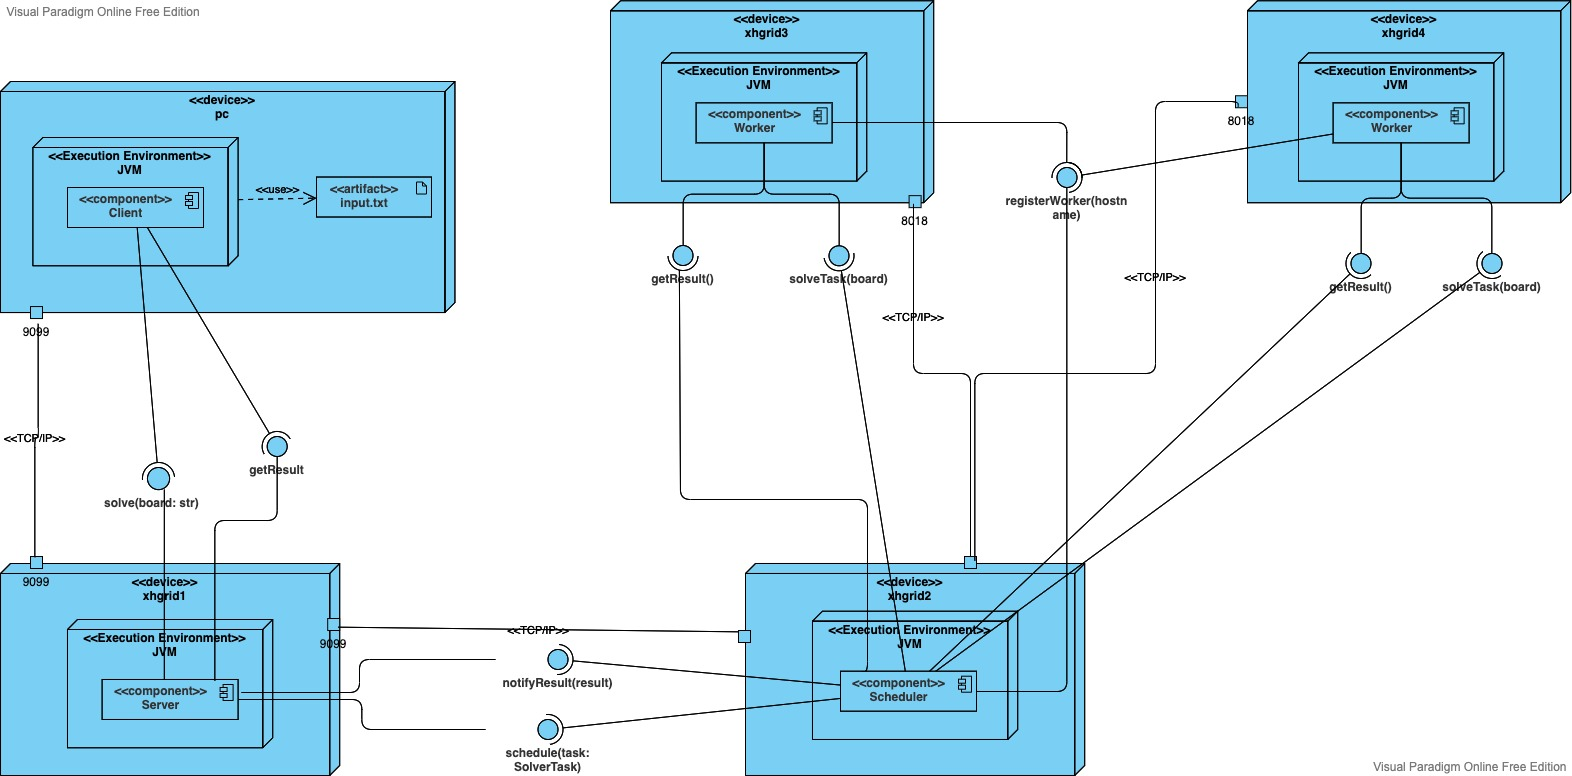 Visual Paradigm Online Free Edition
<<device>>
pc
<<Execution Environment>>
JVM
<<component>>
Client
<<use>>
<<artifact>>
input.txt
9099
<<TCP/IP>>
solve(board: str)
getResult
9099
<<device>>
xhgrid1
<<Execution Environment>>
JVM
<<component>>
Server
9099
<<TCP/IP>>
notifyResult(result)
schedule(task:
SolverTask)
<<device>>
xhgrid3
<<Execution Environment>>
JVM
<<component>>
Worker
8018
getResult()
solveTask(board)
<<TCP/IP>>
registerWorker(hostn
ame)
<<TCP/IP>>
<<device>>
xhgrid4
<<Execution Environment>>
JVM
<<component>>
Worker
8018
getResult()
solveTask(board)
<<device>>
xhgrid2
<<Execution Environment>>
JVM
<<component>>
Scheduler
Visual Paradigm Online Free Edition